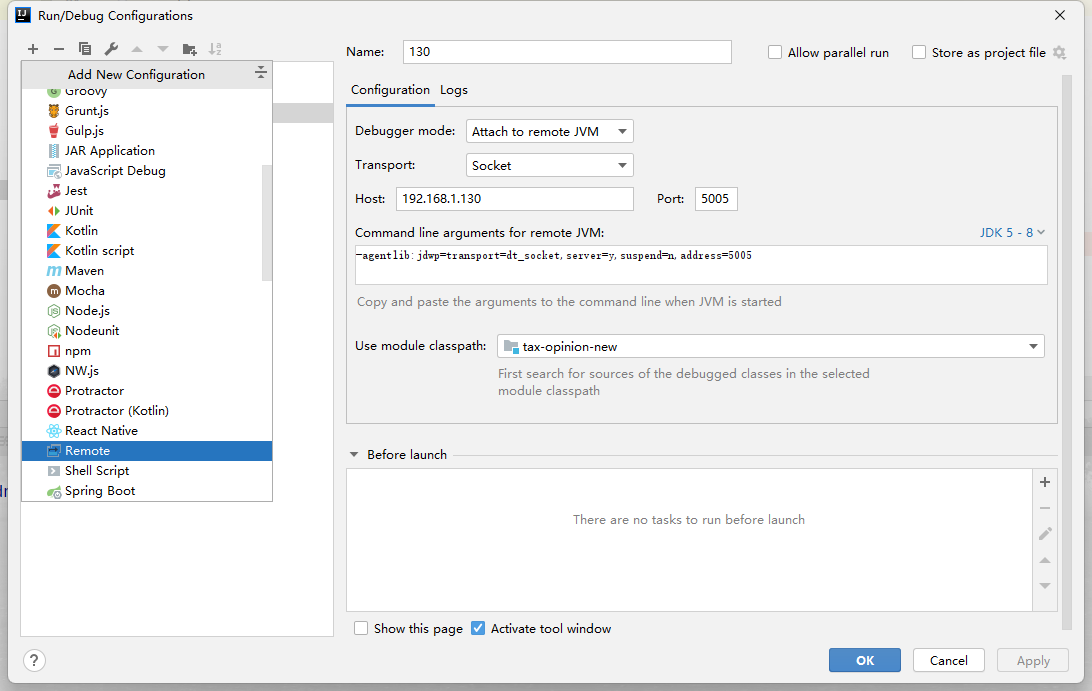 Run/Debug Configurations
Add New Configuration
Groovy
Grunt.js
Gulp.js
JAR Application
JavaScript Debug
Jest
JUnit
Kotlin
Kotlin script
Maven
Mocha
Node.js
Nodeunit
npm
NW.js
Protractor
Protractor (Kotlin)
React Native
Remote
Shell Script
Spring Boot
Name: 130
Allow parallel run
Store as project file
Configuration Logs
Debugger mode: Attach to remote JVM
Transport: Socket
Host: 192.168.1.130 Port: 5005
Command line arguments for remote JVM: JDK 5 - 8
-agentlib:jdwp=transport=dt_socket,server=y,suspend=n,address=5005
Copy and paste the arguments to the command line when JVM is started
Use module classpath: tax-opinion-new
First search for sources of the debugged classes in the selected
module classpath
Before launch
There are no tasks to run before launch
Show this page Activate tool window
? OK Cancel Apply